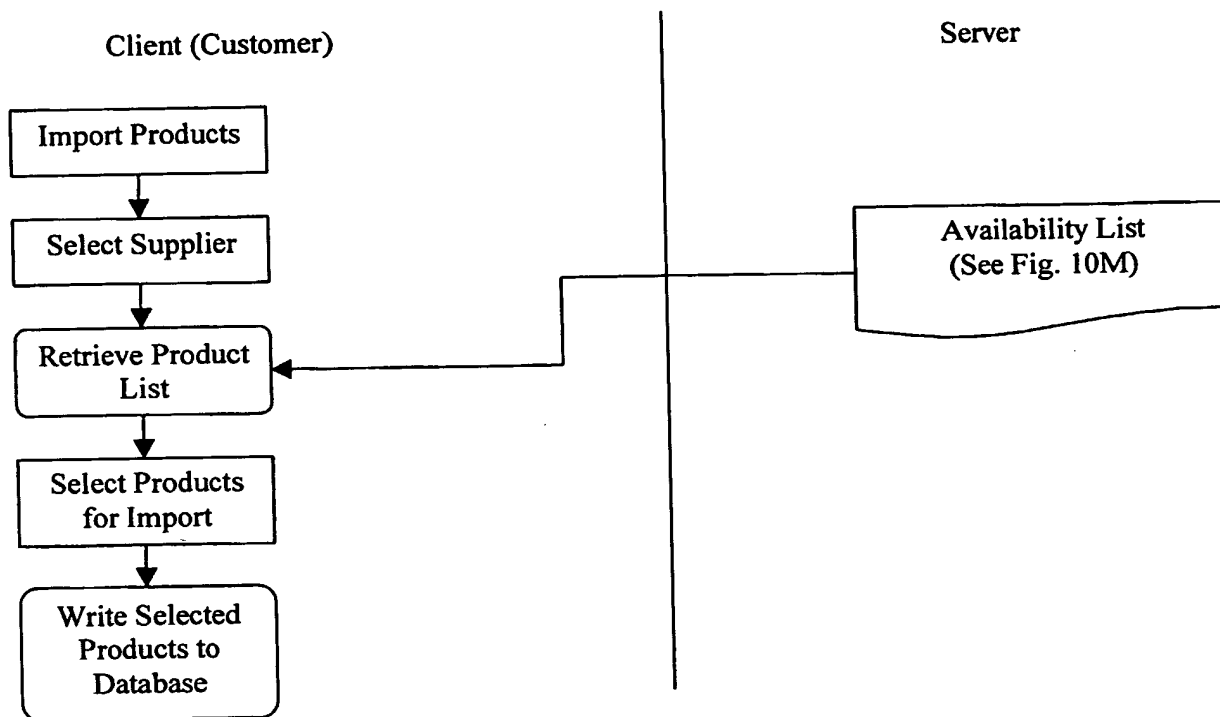 Client (Customer)
Server
Import Products
Select Supplier
Availability List
(See Fig. 10M)
Retrieve Product
List
Select Products
for Import
Write Selected
Products to
Database